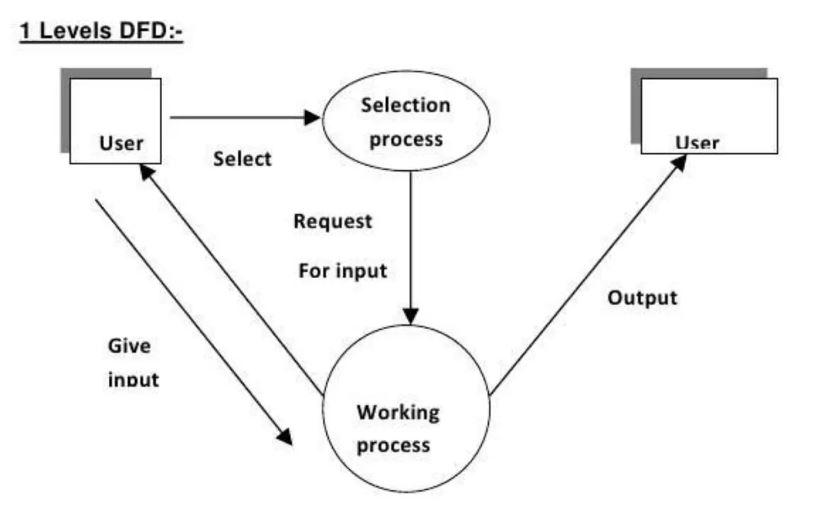 1 Levels DFD:-
User
Select
Selection
process
User
Request
For input
Output
Give
input
Working
process